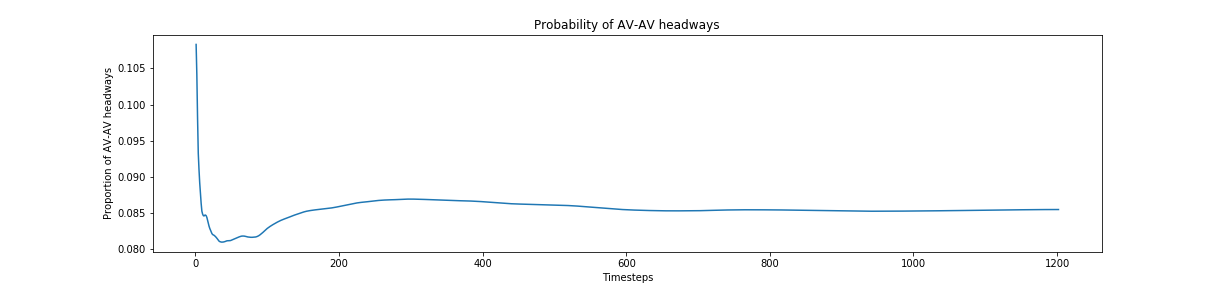 Probability of AV-AV headways
Proportion of AV-AV headways
0.105
0.100
0.095
0.090
0.085
0.080
0 200 400 600 800 1000 1200
Timesteps